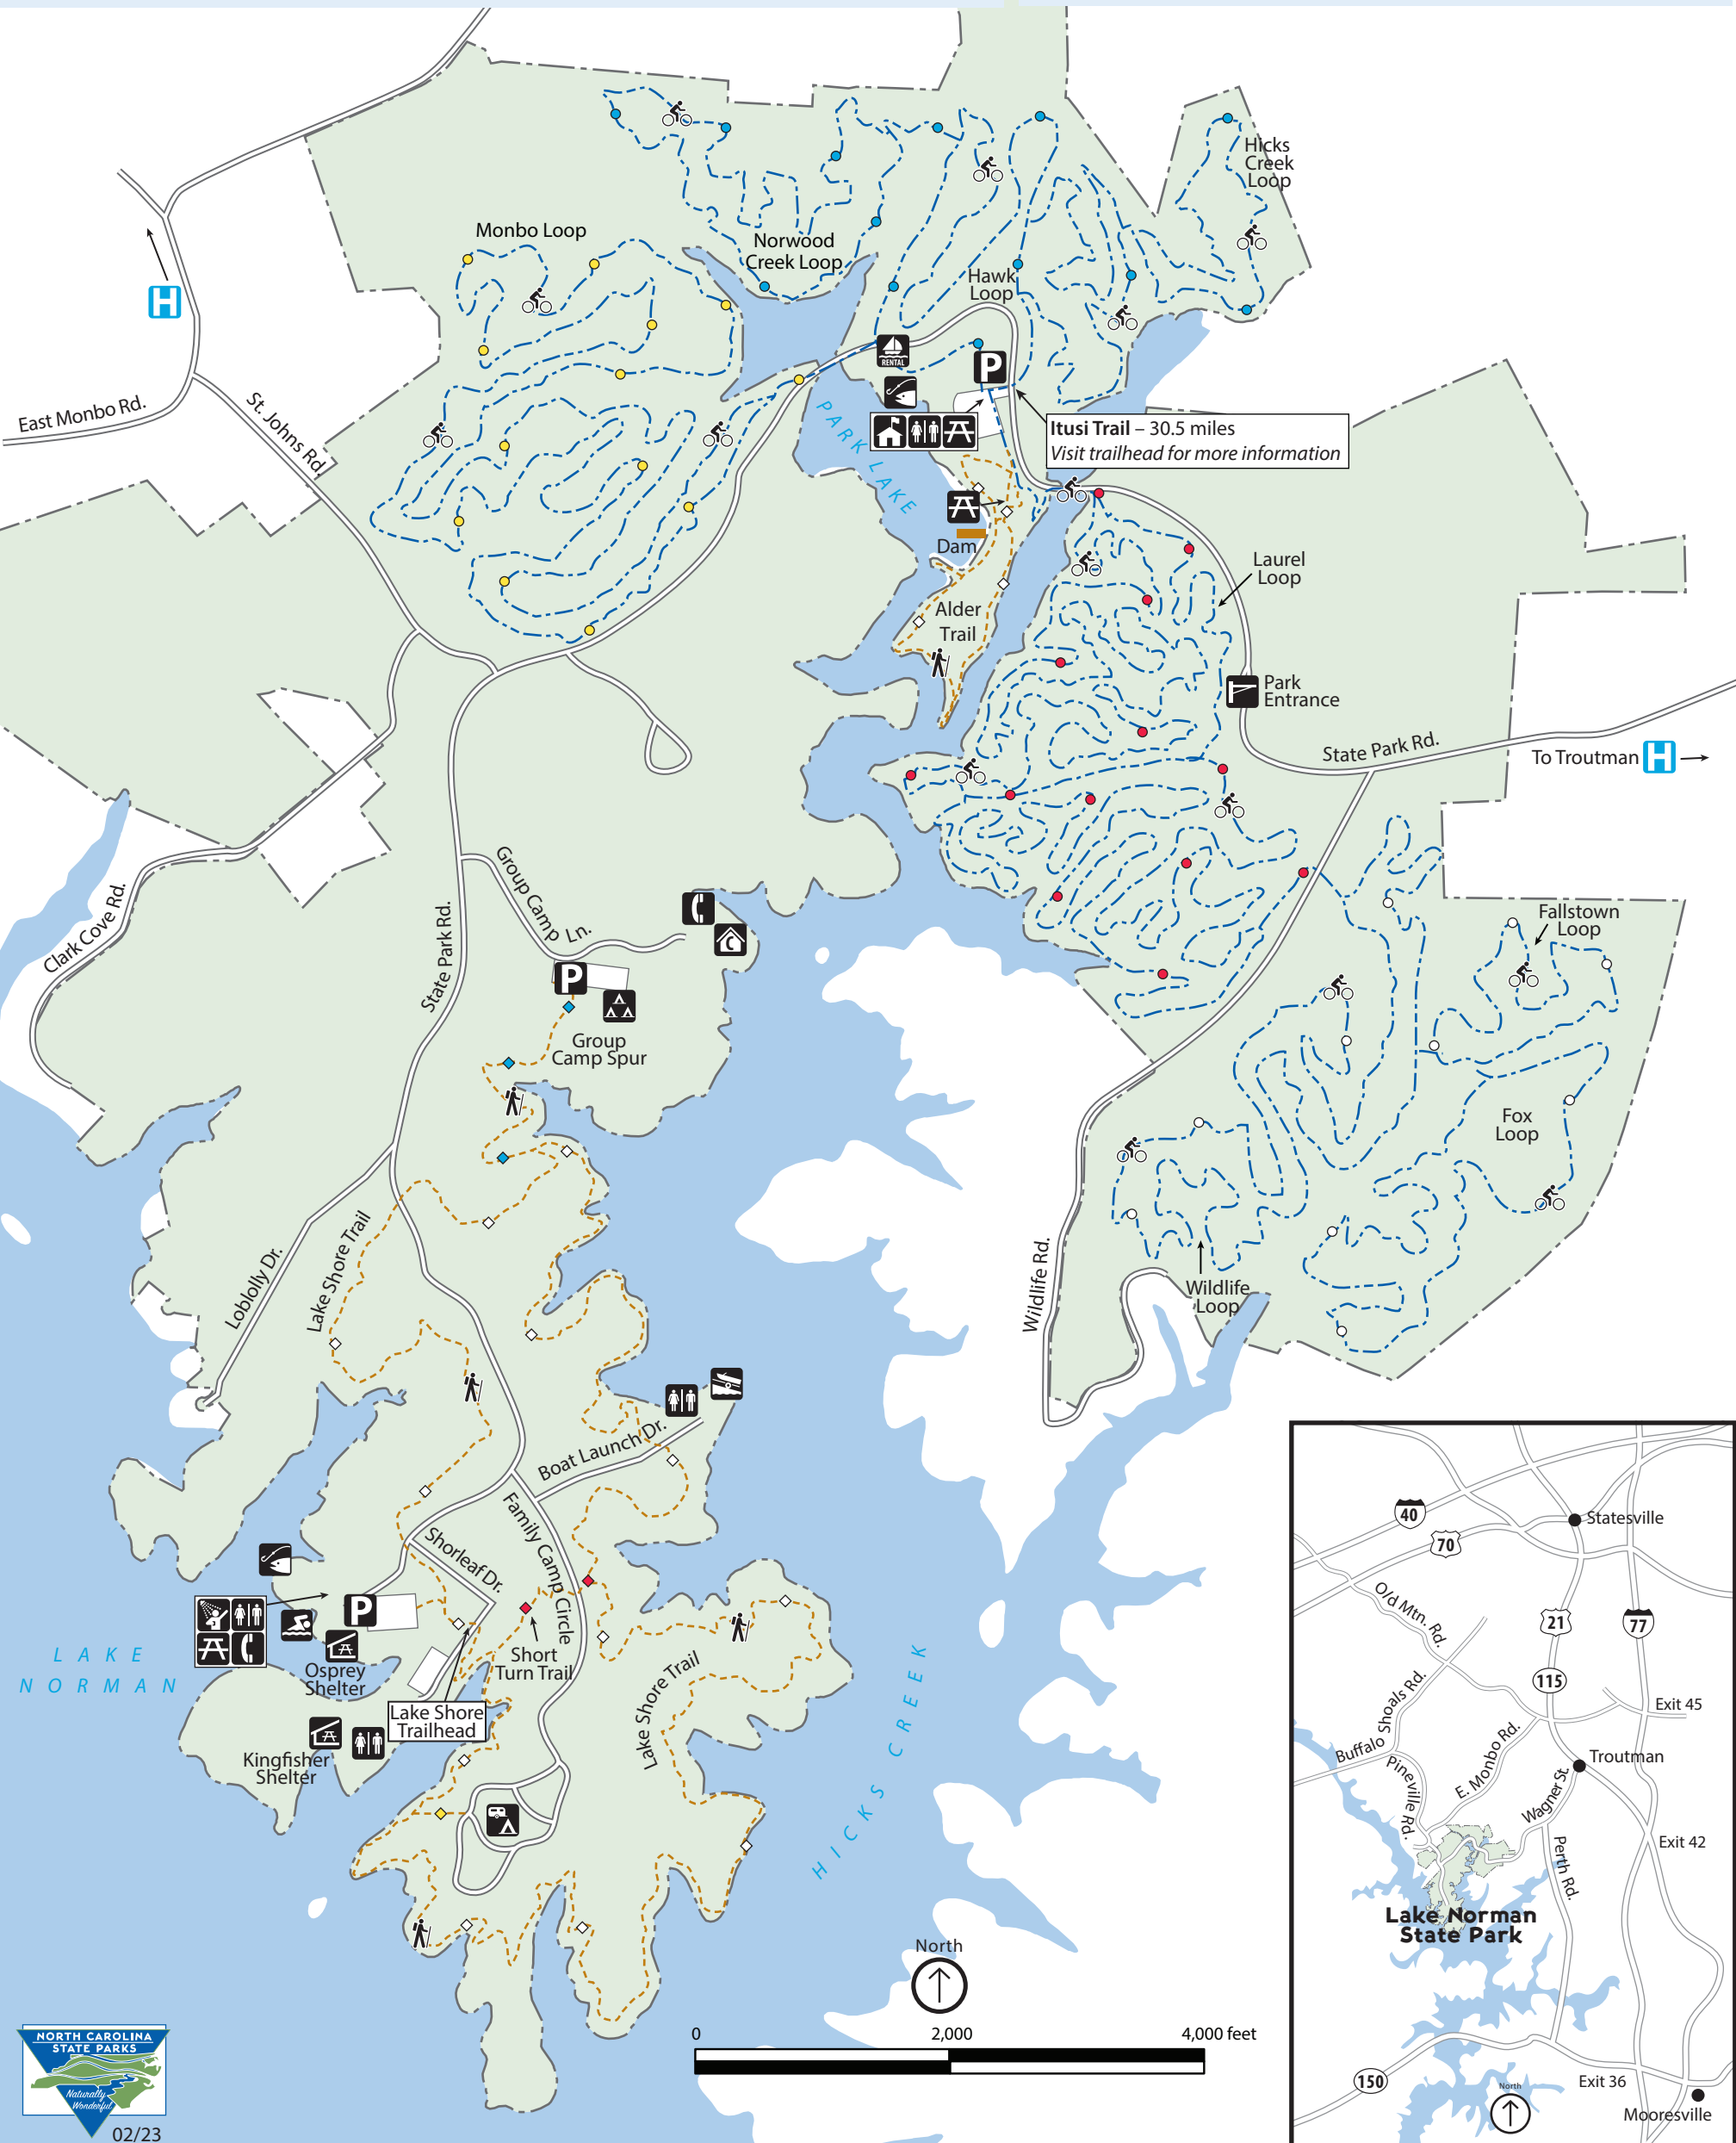 Hicks
Creek
Loop
Monbo Loop
Norwood
Creek Loop
Hawk
Loop
H
RENTAL
P
East Monbo Rd.
St. Johns Rd.
PARK LAKE
Itusi Trail – 30.5 miles
Visit trailhead for more information
Dam
Laurel
Loop
Alder
Trail
Park
Entrance
State Park Rd.
To Troutman H
Group Camp Ln.
Clark Cove Rd.
State Park Rd.
C
P
Fallstown
Loop
Group
Camp Spur
Fox
Loop
Loblolly Dr.
Lake Shore Trail
Wildlife Rd.
Wildlife
Loop
Boat Launch Dr.
Family Camp Circle
Shorleaf Dr.
P
Short
Turn Trail
Osprey
Shelter
LAKE
NORMAN
Lake Shore
Trailhead
Lake Shore Trail
Kingfisher
Shelter
HICKS CREEK
North
0 2,000 4,000 feet
NORTH CAROLINA
STATE PARKS
Naturally
Wonderful
02/23
40
Statesville
70
Old Mtn. Rd.
21
77
115
Buffalo Shoals Rd.
Exit 45
Pineville Rd.
E. Monbo Rd.
Troutman
Wagner St.
Exit 42
Perth Rd.
Lake Norman
State Park
150
North
Exit 36
Mooresville